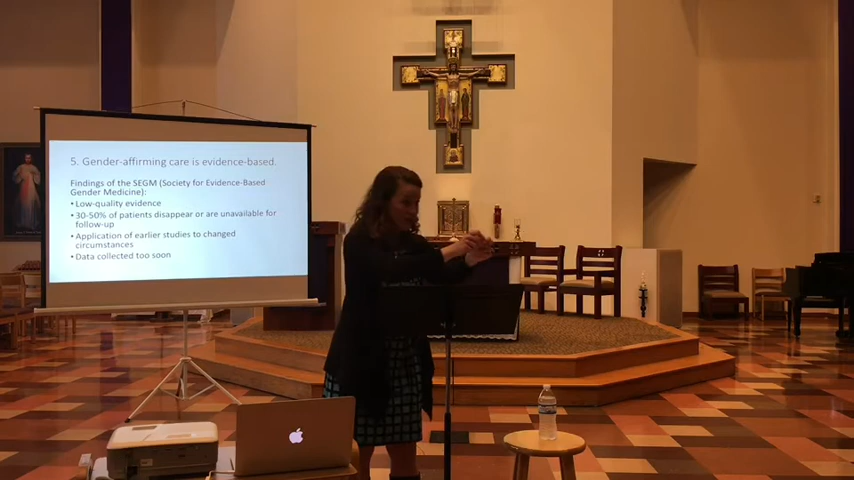 5. Gender-affirming care is evidence-based.
Findings of the SEGM (Society for Evidence-Based
Gender Medicine):
• Low-quality evidence
• 30-50% of patients disappear or are unavailable for
follow-up
• Application of earlier studies to changed
circumstances
• Data collected too soon